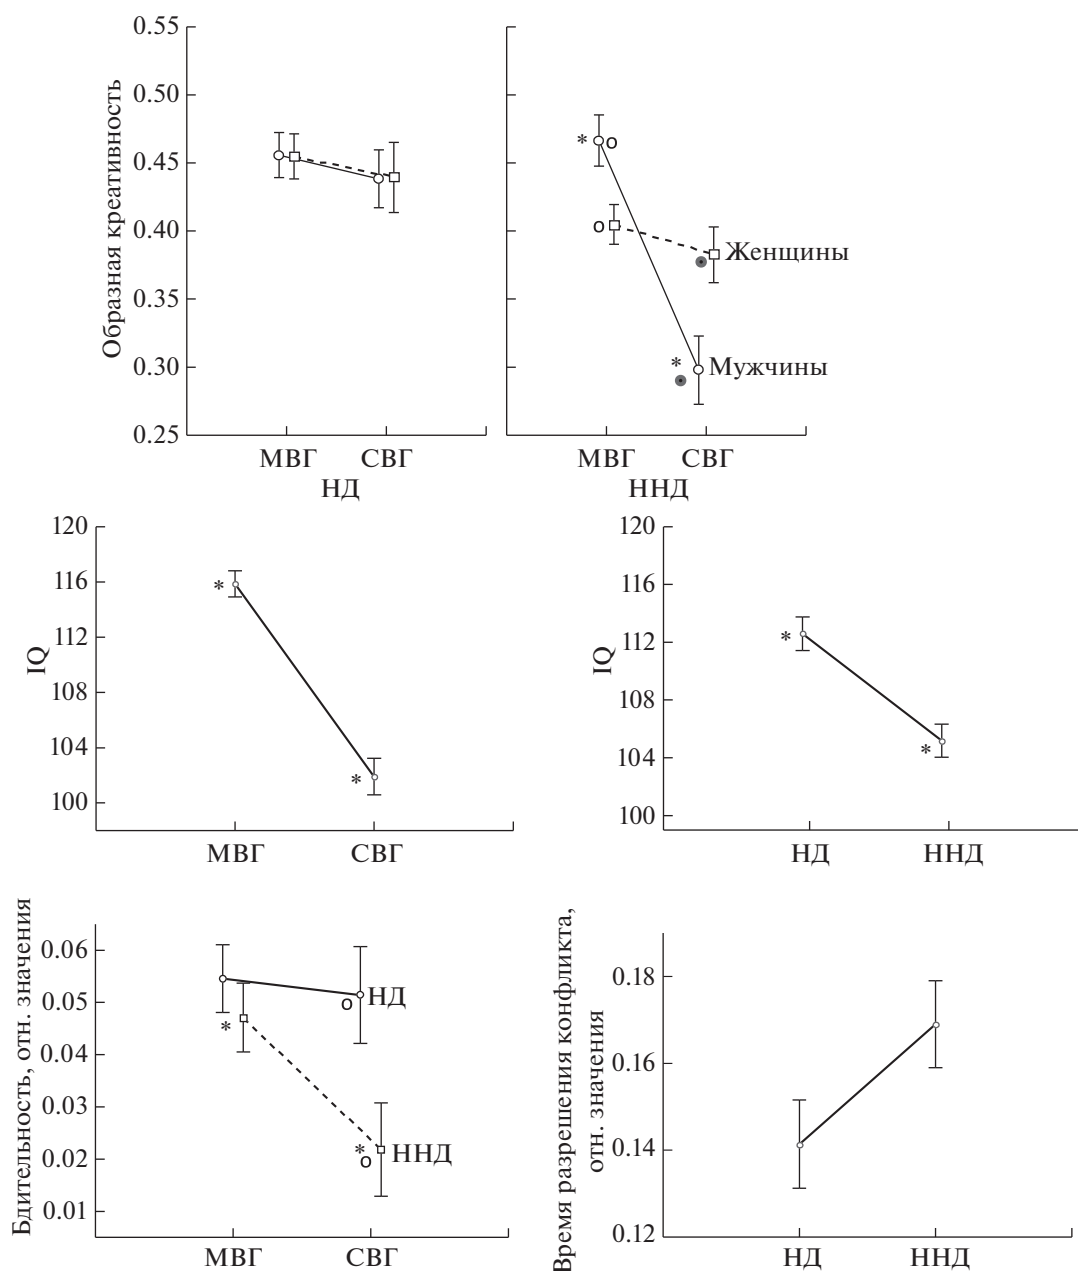 Образная креативность
0.55
0.50
0.45
0.40
0.35
0.30
0.25
* o
o
Женщины
*
Мужчины
МВГ СВГ
НД
МВГ СВГ
ННД
IQ
120
116
112
108
104
100
*
*
МВГ СВГ
IQ
120
116
112
108
104
100
*
*
НД ННД
Бдительность, отн. значения
0.06
0.05
0.04
0.03
0.02
0.01
o НД
*
* ННД
o
МВГ СВГ
Время разрешения конфликта,
отн. значения
0.18
0.16
0.14
0.12
НД ННД